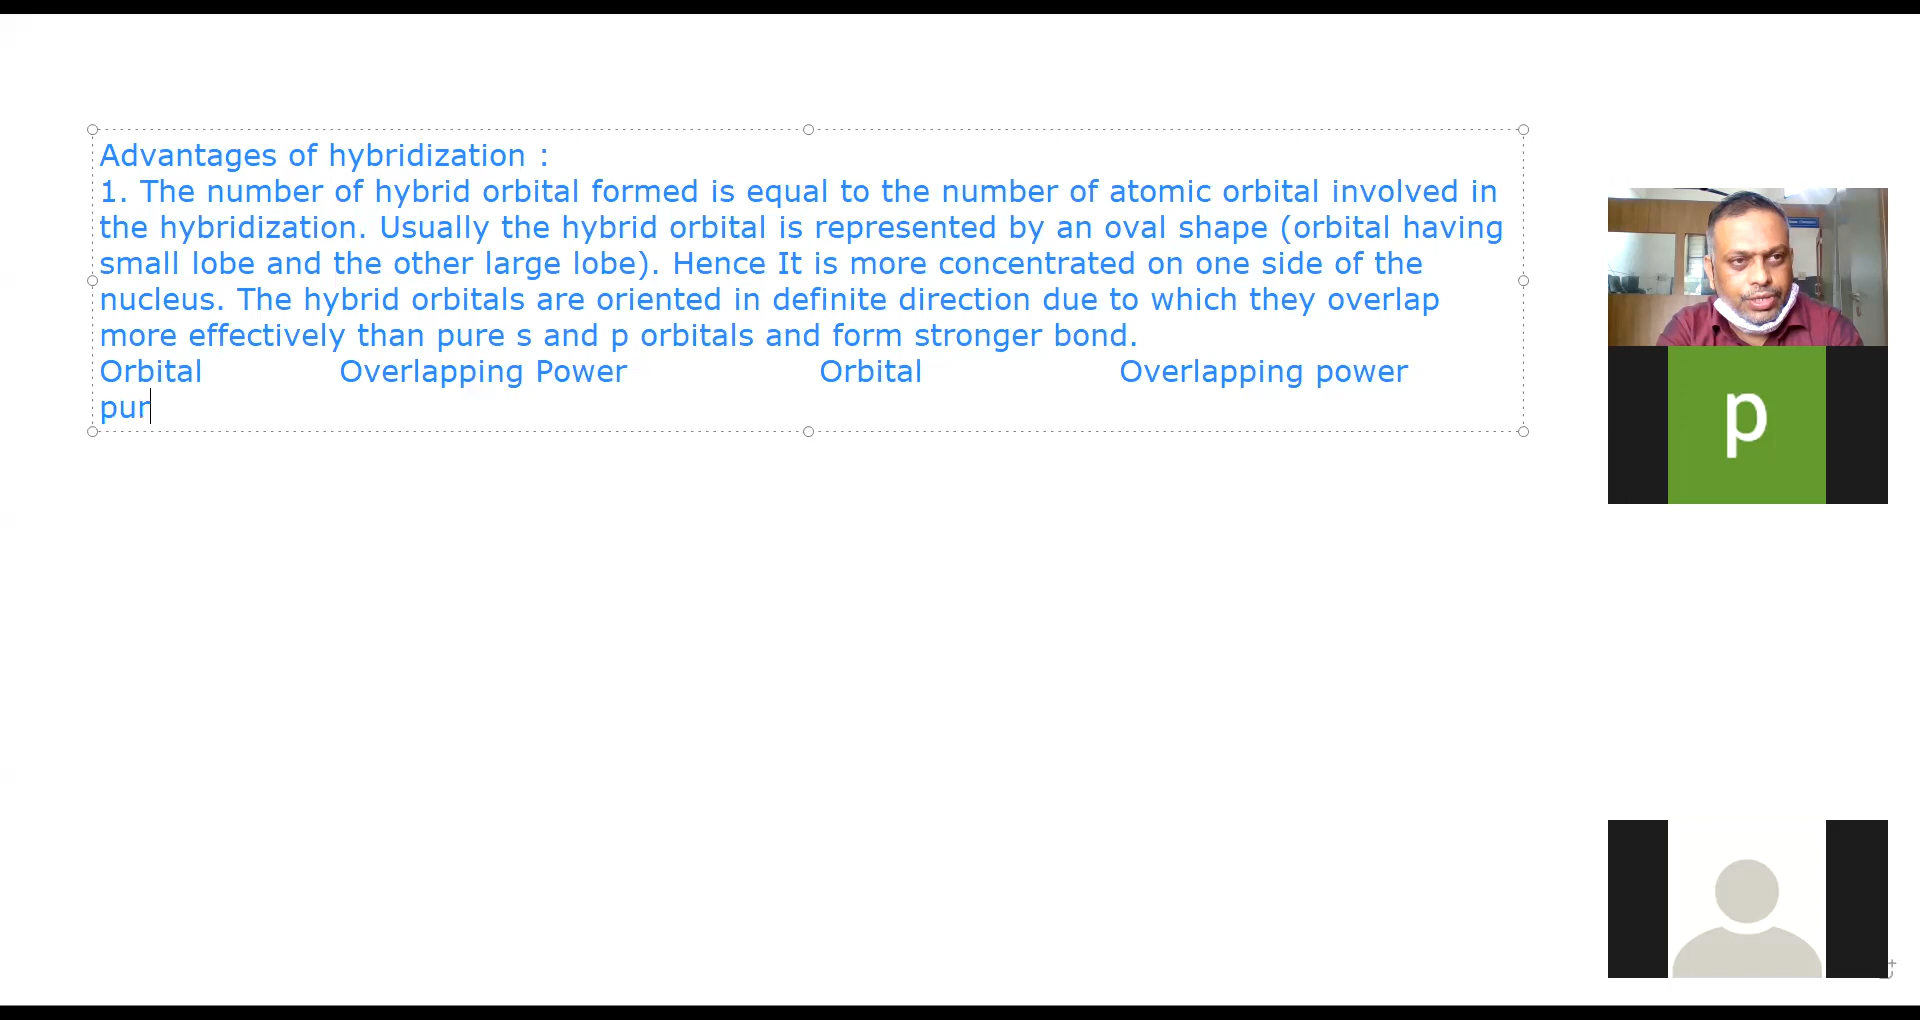 Advantages of hybridization :
1. The number of hybrid orbital formed is equal to the number of atomic orbital involved in
the hybridization. Usually the hybrid orbital is represented by an oval shape (orbital having
small lobe and the other large lobe). Hence It is more concentrated on one side of the
nucleus. The hybrid orbitals are oriented in definite direction due to which they overlap
more effectively than pure s and p orbitals and form stronger bond.
Orbital Overlapping Power Orbital Overlapping power
pur
p